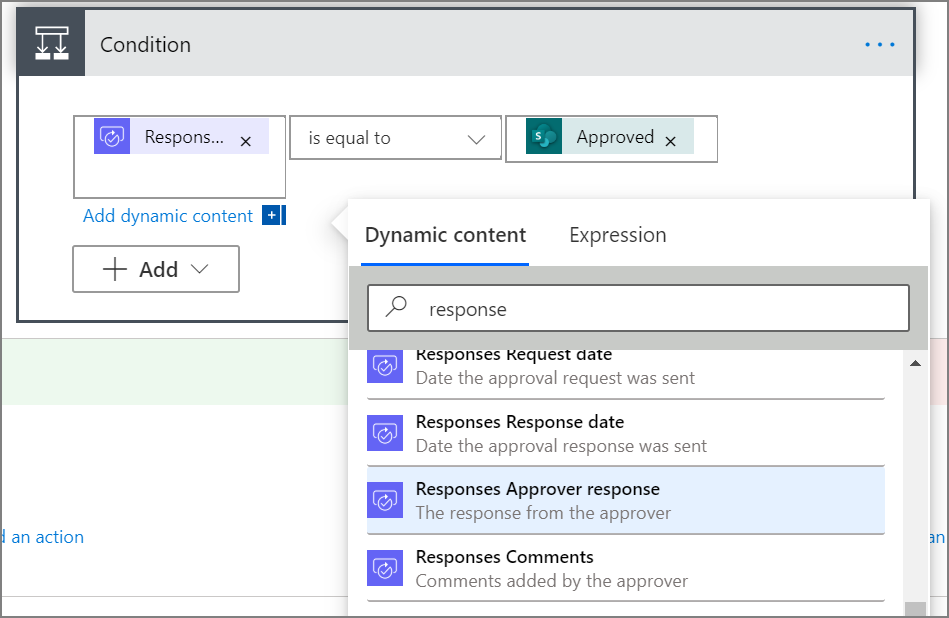 Condition
Respons...
is equal to
Approved
Add dynamic content
Add
Dynamic content
Expression
response
Responses Request date
Date the approval request was sent
Responses Response date
Date the approval response was sent
Responses Approver response
The response from the approver
Responses Comments
Comments added by the approver
d an action
an